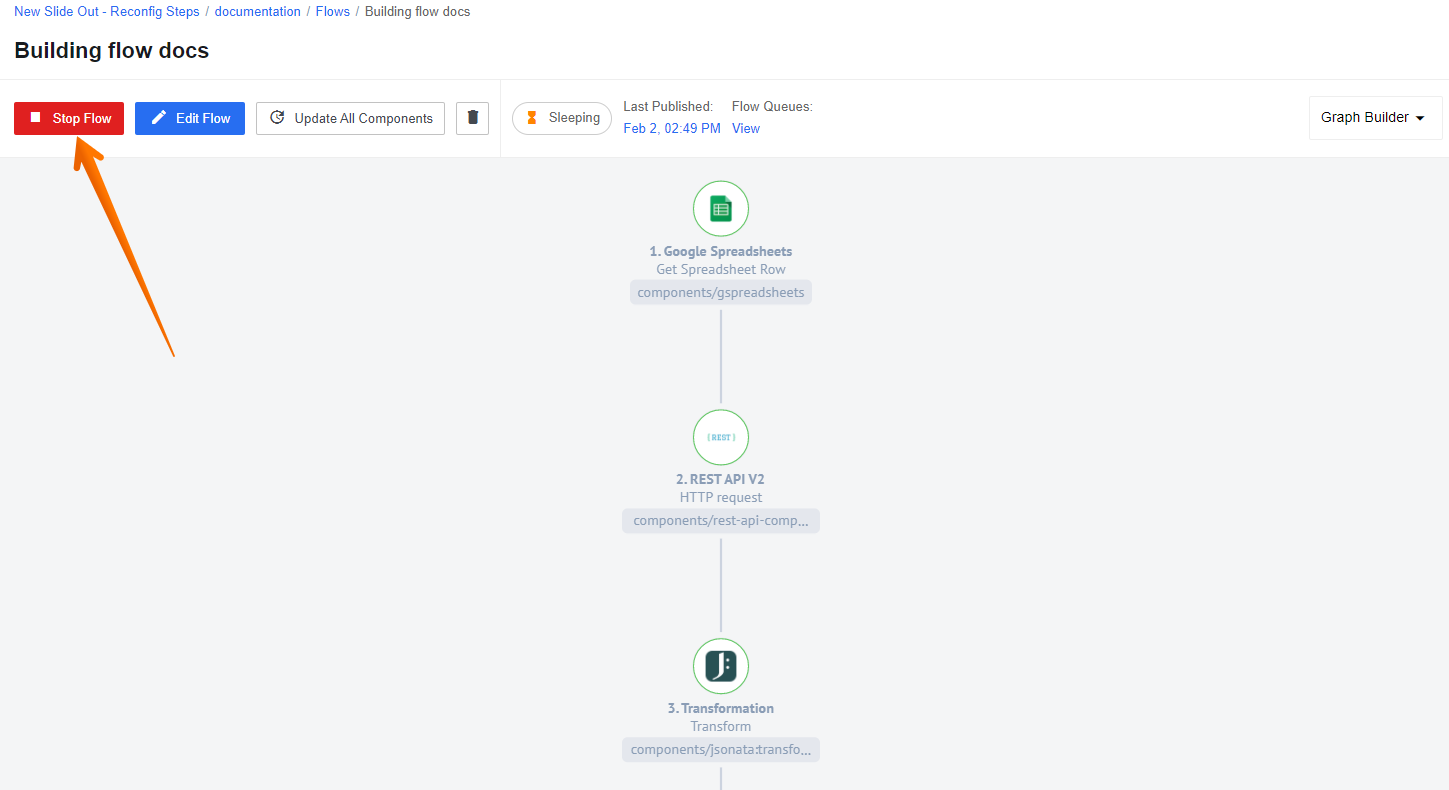 New Slide Out - Reconfig Steps / documentation / Flows / Building flow docs
Building flow docs
Stop Flow
Edit Flow
Update All Components
Sleeping
Last Published:
Feb 2, 02:49 PM
Flow Queues:
View
Graph Builder
1. Google Spreadsheets
Get Spreadsheet Row
components/gspreadsheets
{ REST }
2. REST API V2
HTTP request
components/rest-api-comp...
J:
3. Transformation
Transform
components/jsonata:transfo...